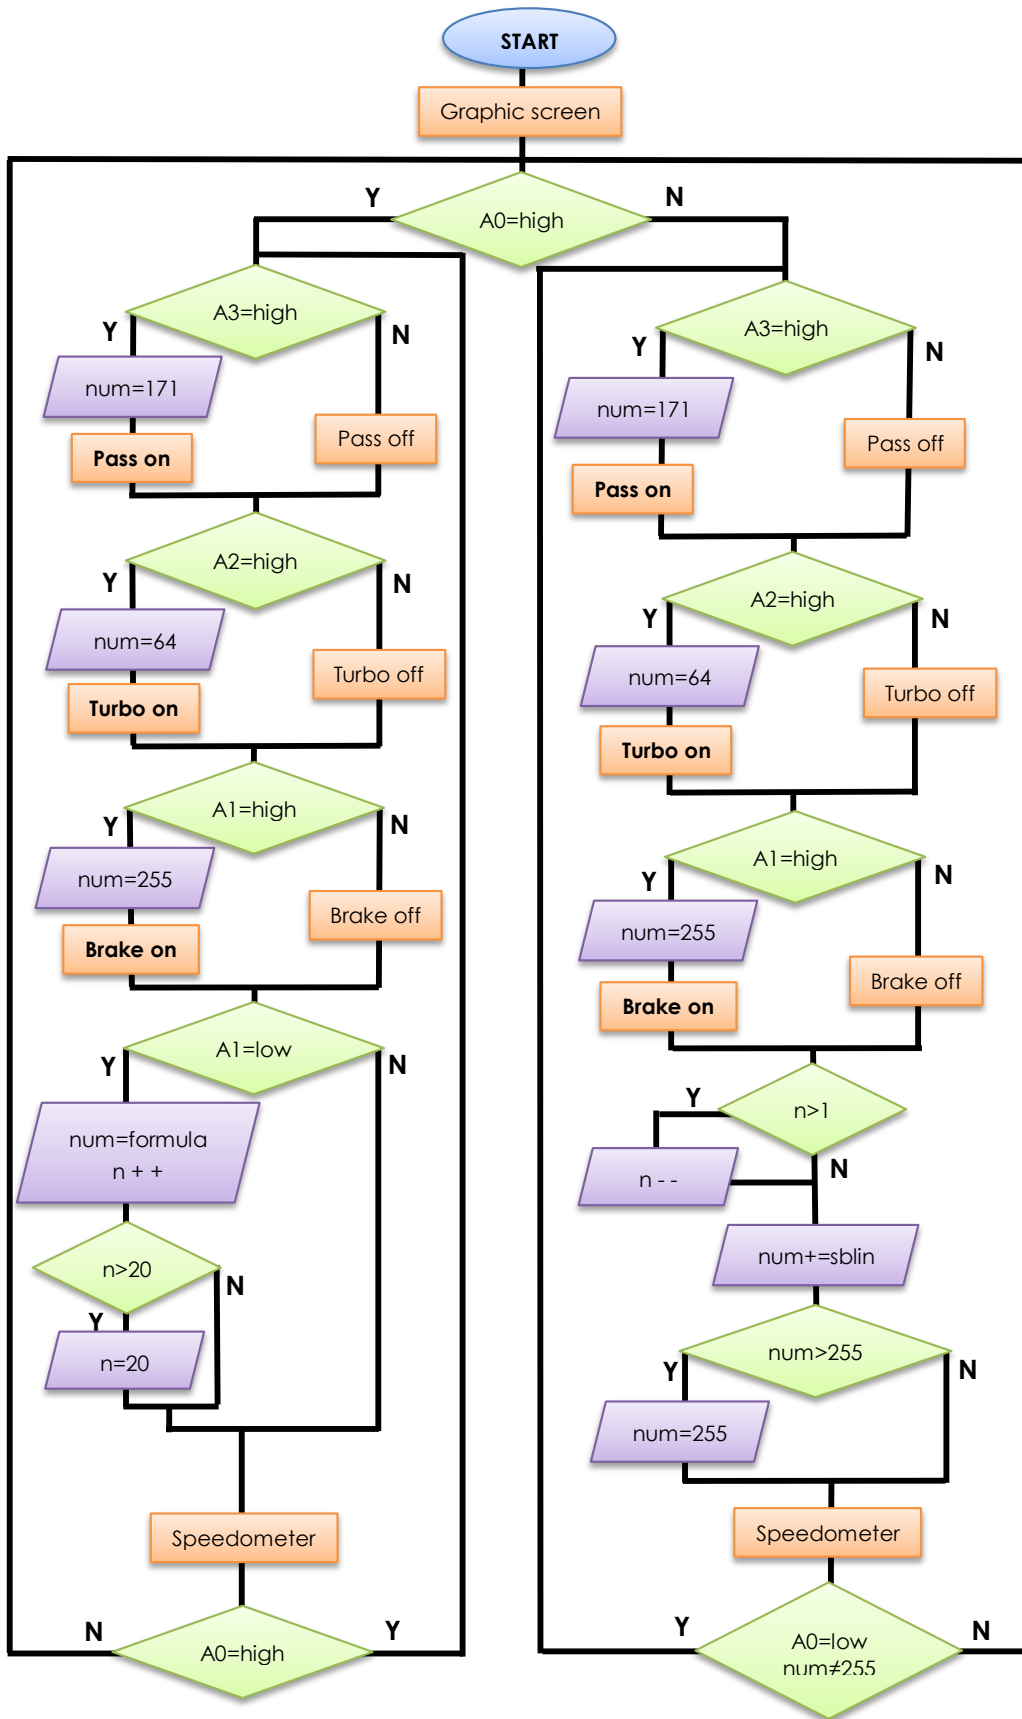 START
Graphic screen
A0=high
Y
N
A3=high
Y
N
num=171
Pass on
Pass off
A2=high
Y
N
num=64
Turbo on
Turbo off
A1=high
Y
N
num=255
Brake on
Brake off
A1=low
Y
N
num=formula
n + +
n>20
N
Y
n=20
Speedometer
A0=high
N
Y
A3=high
Y
N
num=171
Pass on
Pass off
A2=high
Y
N
num=64
Turbo on
Turbo off
A1=high
Y
N
num=255
Brake on
Brake off
n>1
Y
N
n - -
num+=sblin
num>255
Y
N
num=255
Speedometer
A0=low
num≠255
Y
N